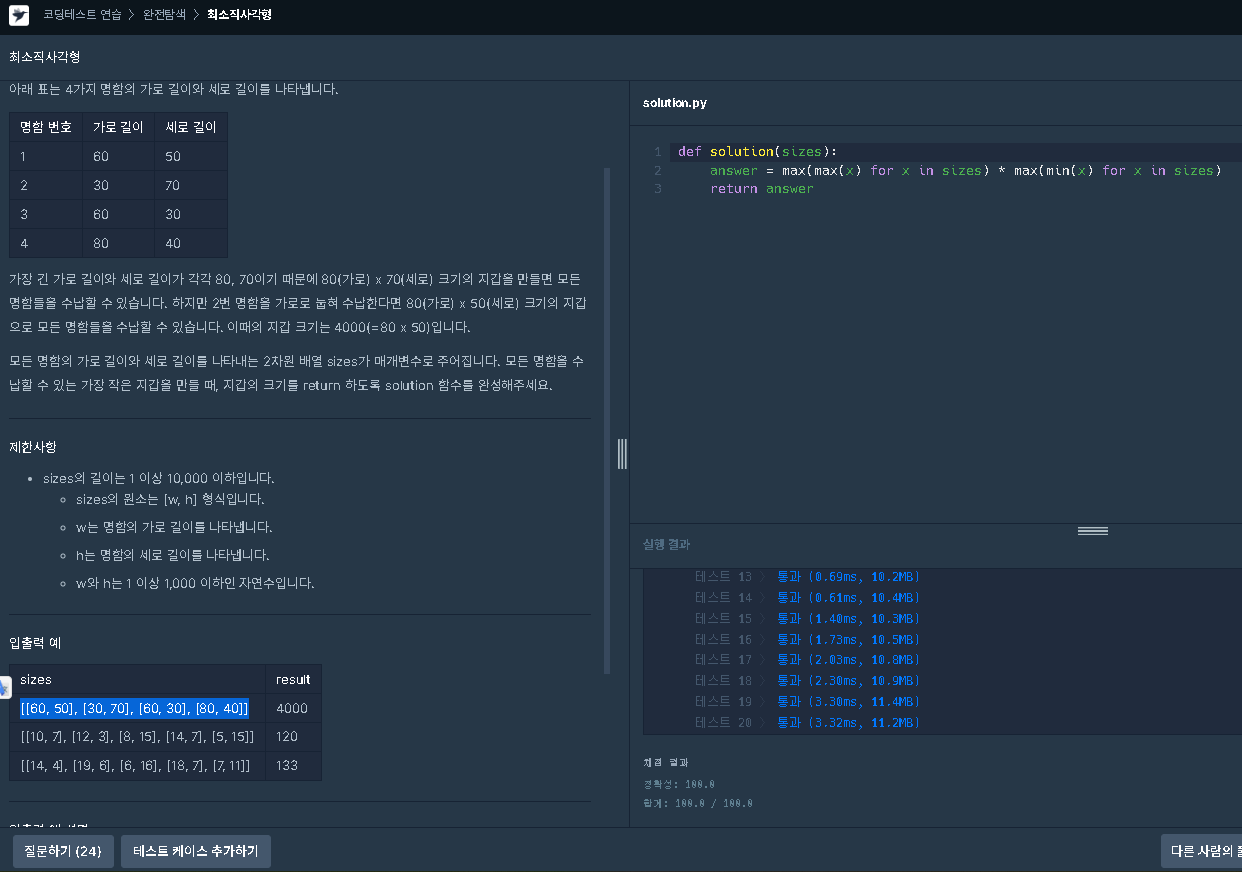 코딩테스트 연습 > 완전탐색 > 최소직사각형
최소직사각형
아래 표는 4가지 명함의 가로 길이와 세로 길이를 나타냅니다.
명함 번호 가로 길이 세로 길이
1 60 50
2 30 70
3 60 30
4 80 40
가장 긴 가로 길이와 세로 길이가 각각 80, 70이기 때문에 80(가로) x 70(세로) 크기의 지갑을 만들면 모든
명함들을 수납할 수 있습니다. 하지만 2번 명함을 가로로 눕혀 수납한다면 80(가로) x 50(세로) 크기의 지갑
으로 모든 명함들을 수납할 수 있습니다. 이때의 지갑 크기는 4000(=80 x 50)입니다.
모든 명함의 가로 길이와 세로 길이를 나타내는 2차원 배열 sizes가 매개변수로 주어집니다. 모든 명함을 수
납할 수 있는 가장 작은 지갑을 만들 때, 지갑의 크기를 return 하도록 solution 함수를 완성해주세요.
제한사항
• sizes의 길이는 1 이상 10,000 이하입니다.
◦ sizes의 원소는 [w, h] 형식입니다.
◦ w는 명함의 가로 길이를 나타냅니다.
◦ h는 명함의 세로 길이를 나타냅니다.
◦ w와 h는 1 이상 1,000 이하인 자연수입니다.
입출력 예
sizes result
[[60, 50], [30, 70], [60, 30], [80, 40]] 4000
[[10, 7], [12, 3], [8, 15], [14, 7], [5, 15]] 120
[[14, 4], [19, 6], [6, 16], [18, 7], [7, 11]] 133
질문하기 (24) 테스트 케이스 추가하기
solution.py
1 def solution(sizes):
2 answer = max(max(x) for x in sizes) * max(min(x) for x in sizes)
3 return answer
실행 결과
테스트 13 > 통과 (0.69ms, 10.2MB)
테스트 14 > 통과 (0.61ms, 10.4MB)
테스트 15 > 통과 (1.40ms, 10.3MB)
테스트 16 > 통과 (1.73ms, 10.5MB)
테스트 17 > 통과 (2.03ms, 10.8MB)
테스트 18 > 통과 (2.30ms, 10.9MB)
테스트 19 > 통과 (3.30ms, 11.4MB)
테스트 20 > 통과 (3.32ms, 11.2MB)
채점 결과
정확성: 100.0
합계: 100.0 / 100.0
다른 사람의